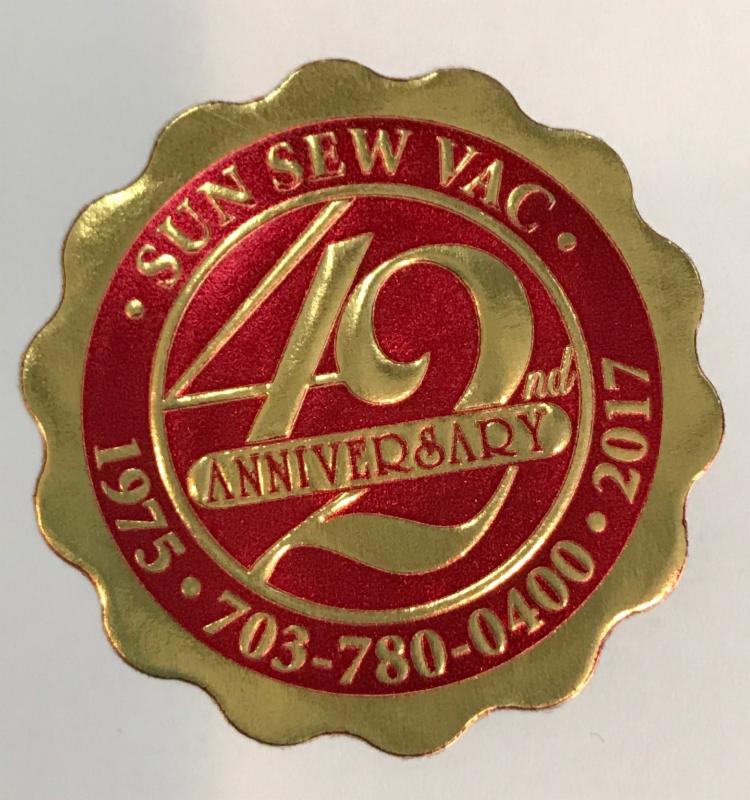 • SUN SEW VAC •
42nd
ANNIVERSARY
1975 • 703-780-0400 • 2017